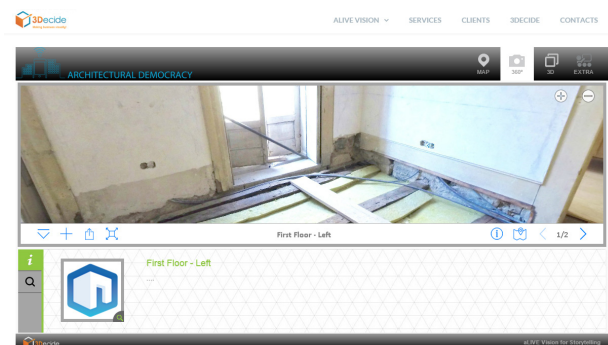 3Decide
ALIVE VISION
SERVICES
CLIENTS
3DECIDE
CONTACTS
ARCHITECTURAL DEMOCRACY
MAP
360º
3D
EXTRA
First Floor - Left
1/2
i
First Floor - Left
....
3Decide
aLIVE Vision for Storytelling